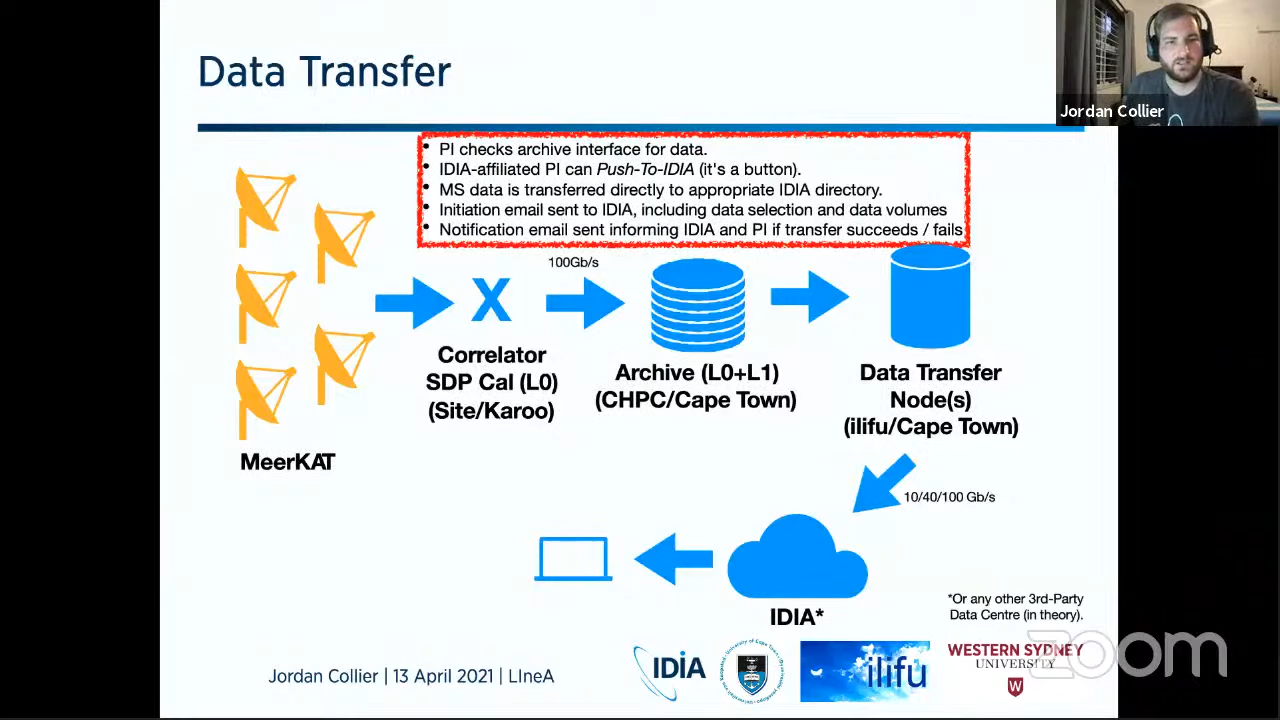 Data Transfer
Jordan Collier
• PI checks archive interface for data.
• IDIA-affiliated PI can Push-To-IDIA (it's a button).
• MS data is transferred directly to appropriate IDIA directory.
• Initiation email sent to IDIA, including data selection and data volumes
• Notification email sent informing IDIA and PI if transfer succeeds / fails
100Gb/s
X
Correlator
SDP Cal (L0)
(Site/Karoo)
Archive (L0+L1)
(CHPC/Cape Town)
Data Transfer
Node(s)
(ilifu/Cape Town)
MeerKAT
10/40/100 Gb/s
IDIA*
*Or any other 3rd-Party
Data Centre (in theory).
Jordan Collier | 13 April 2021 | LIneA
IDIA
ilifu
WESTERN SYDNEY
UNIVERSITY
W
zoom